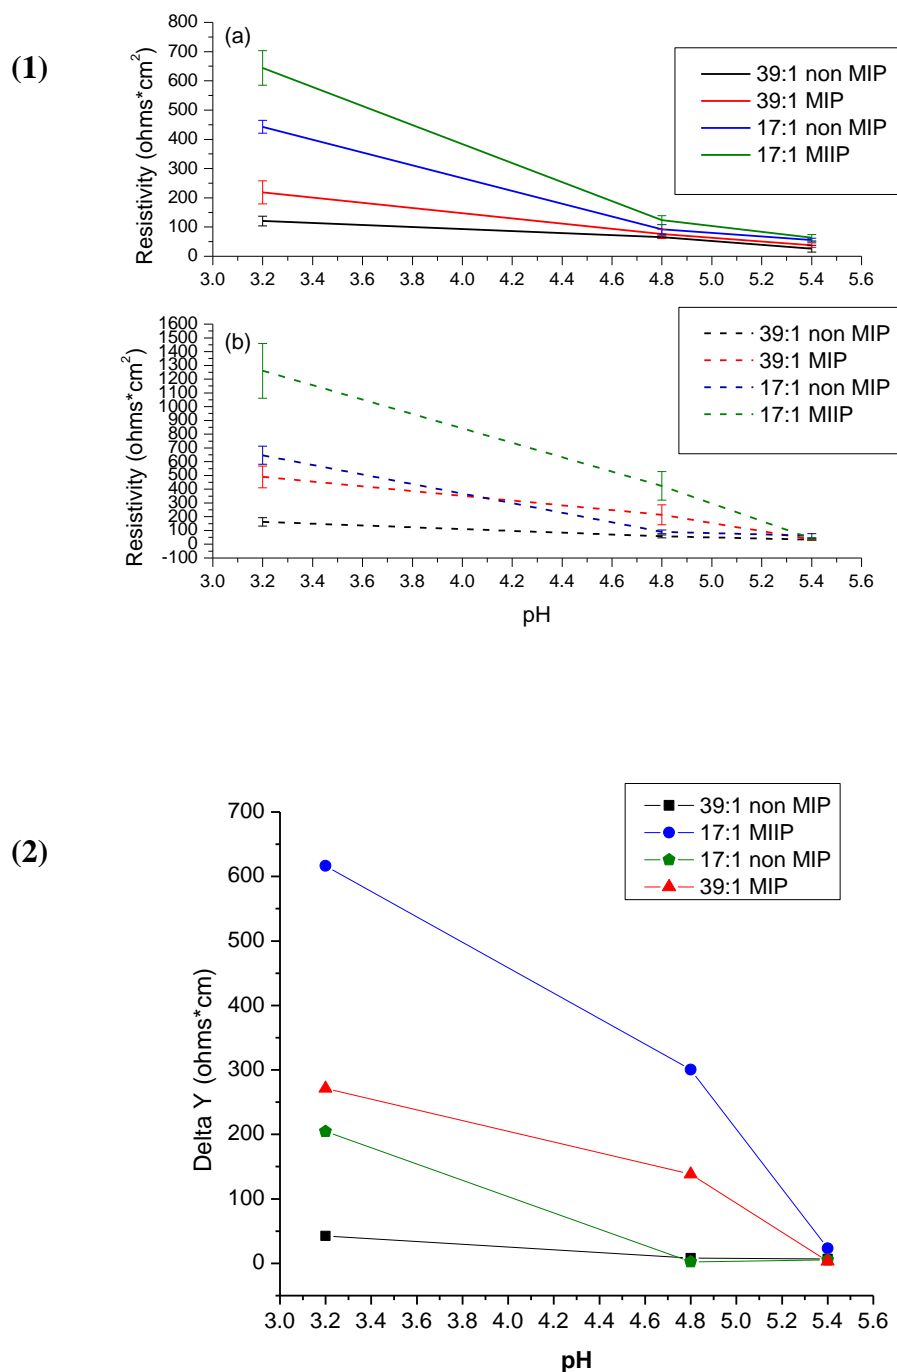 (1)
(a)
800
700
600
500
400
300
200
100
0
Resistivity (ohms*cm²)
39:1 non MIP
39:1 MIP
17:1 non MIP
17:1 MIIP
3.0 3.2 3.4 3.6 3.8 4.0 4.2 4.4 4.6 4.8 5.0 5.2 5.4 5.6
(b)
1600
1500
1400
1300
1200
1100
1000
900
800
700
600
500
400
300
200
100
0
-100
Resistivity (ohms*cm²)
39:1 non MIP
39:1 MIP
17:1 non MIP
17:1 MIIP
3.0 3.2 3.4 3.6 3.8 4.0 4.2 4.4 4.6 4.8 5.0 5.2 5.4 5.6
pH
(2)
700
600
500
400
300
200
100
0
Delta Y (ohms*cm)
39:1 non MIP
17:1 MIIP
17:1 non MIP
39:1 MIP
3.0 3.2 3.4 3.6 3.8 4.0 4.2 4.4 4.6 4.8 5.0 5.2 5.4 5.6
pH